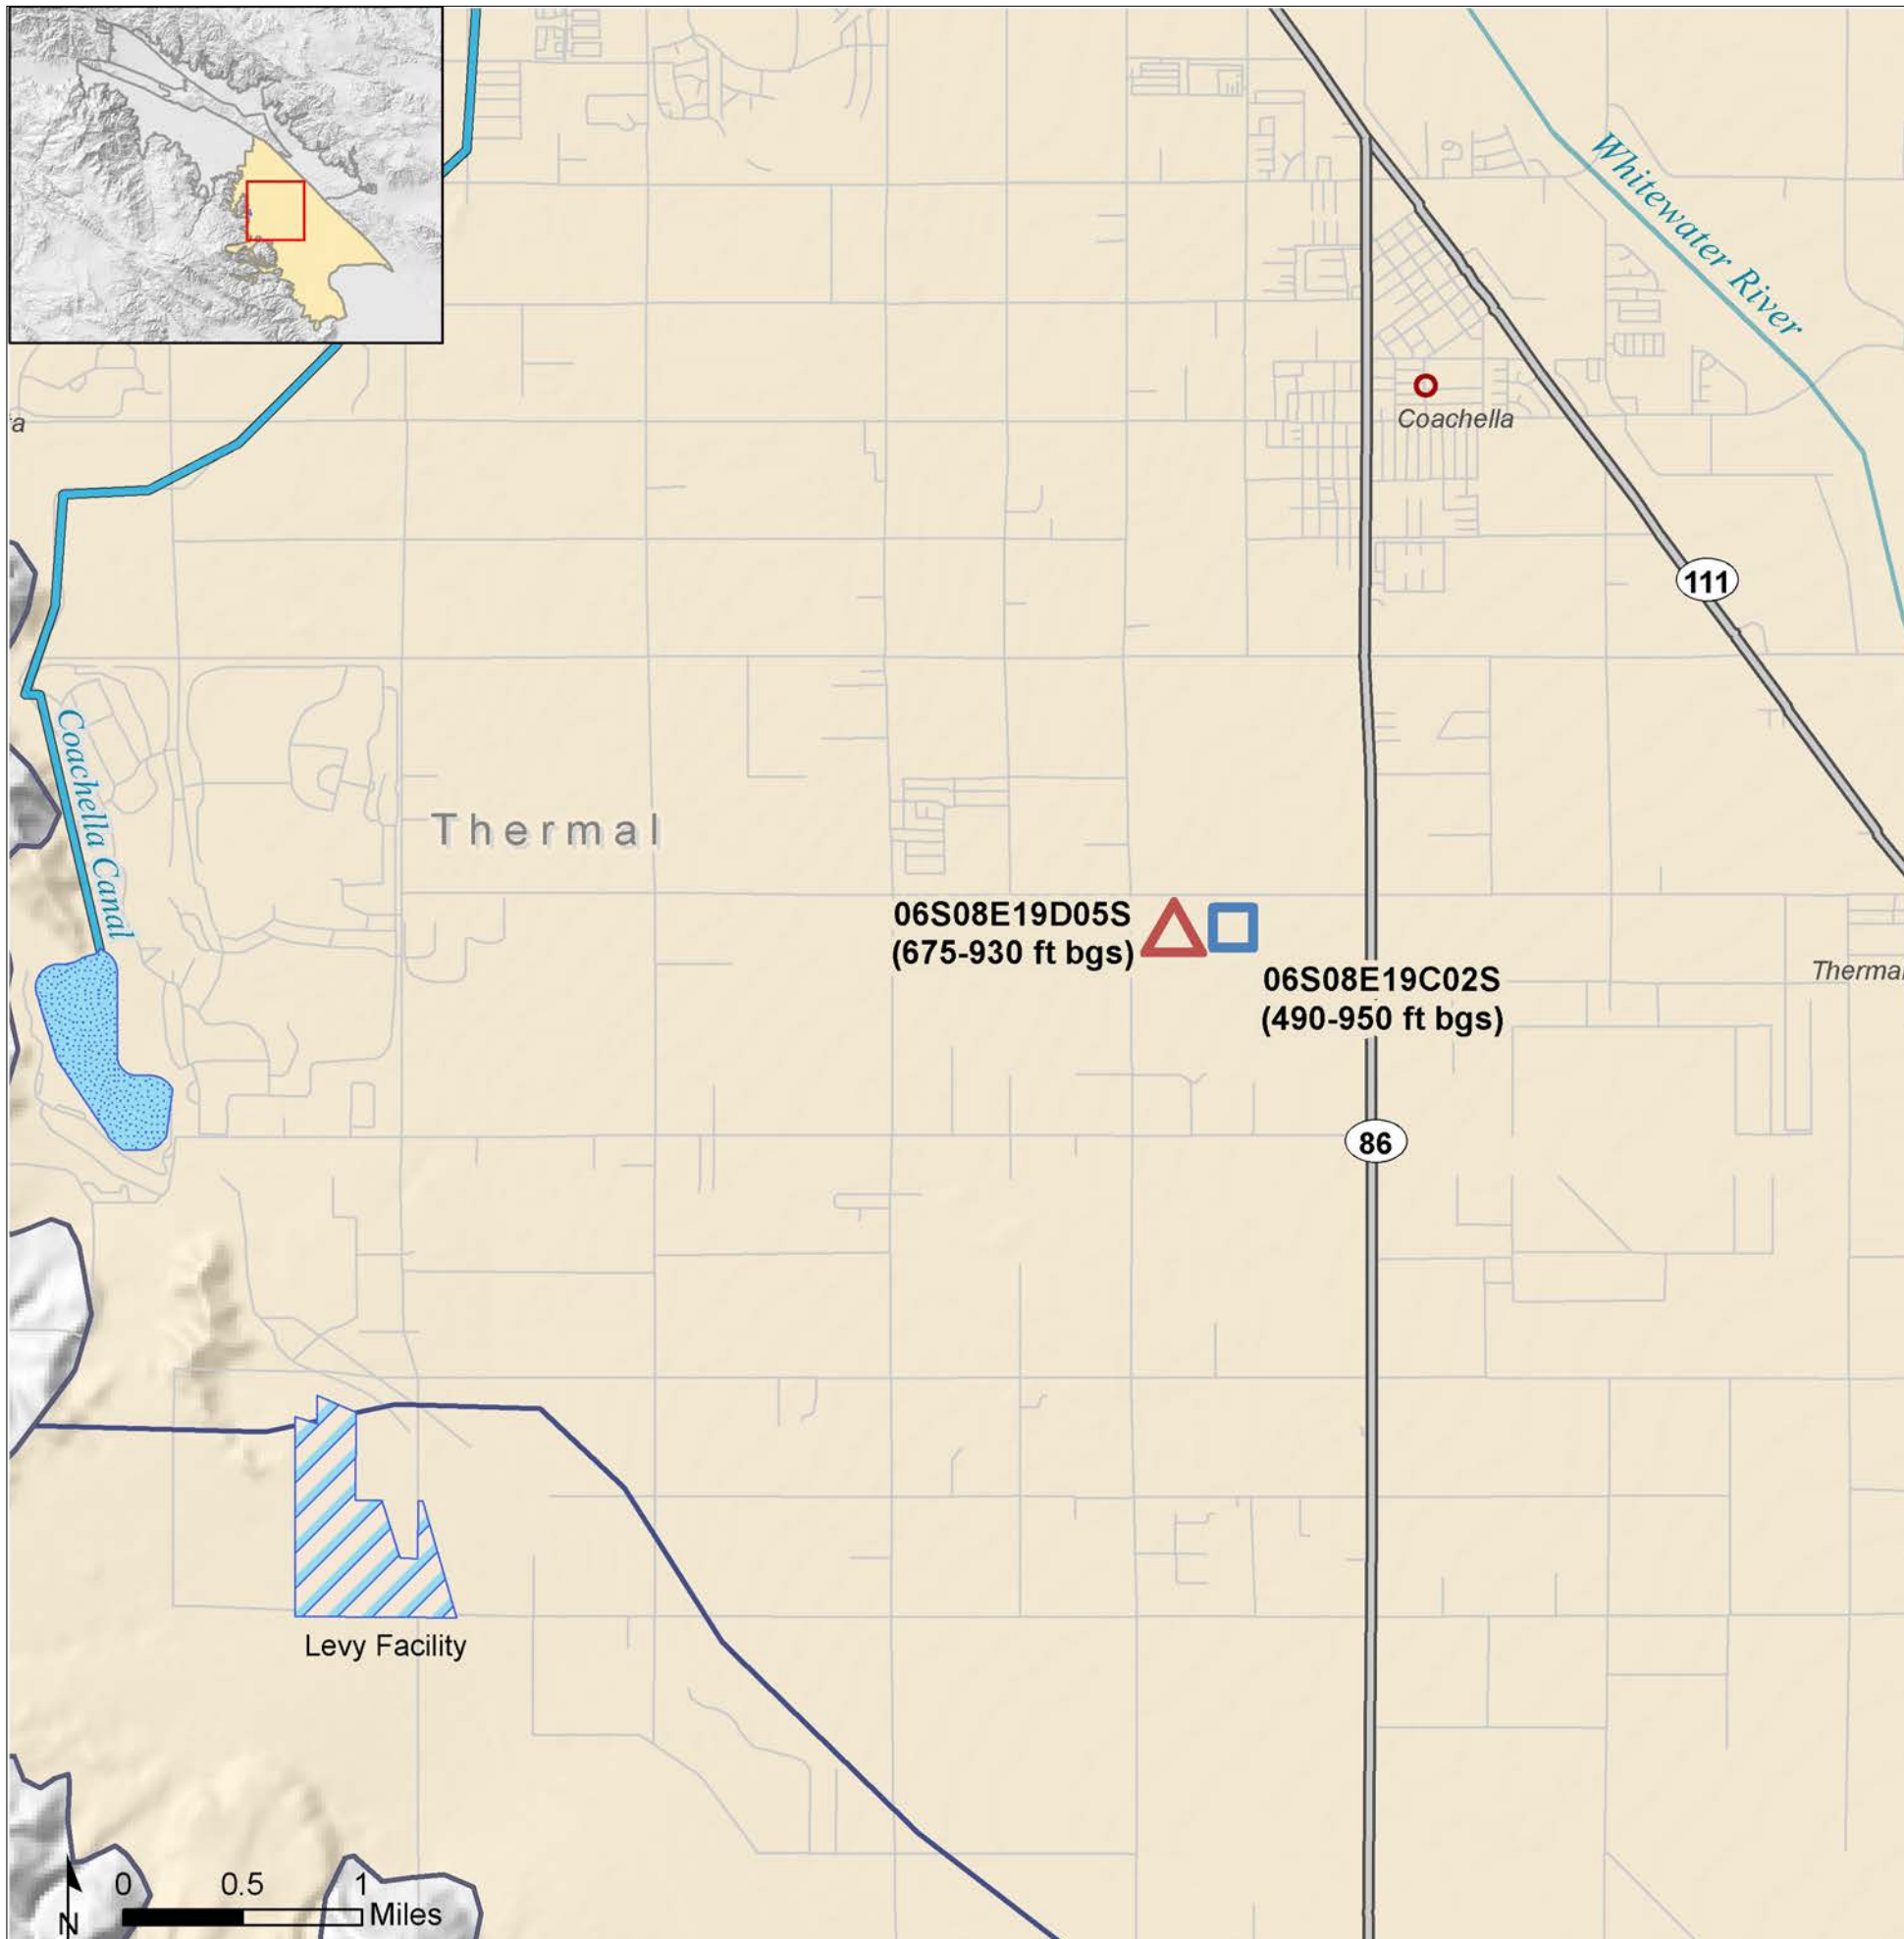 Whitewater River
a
Coachella
111
Coachella Canal
Thermal
06S08E19D05S
(675-930 ft bgs)
06S08E19C02S
(490-950 ft bgs)
Thermal
86
Levy Facility
0 0.5 1
Miles
N